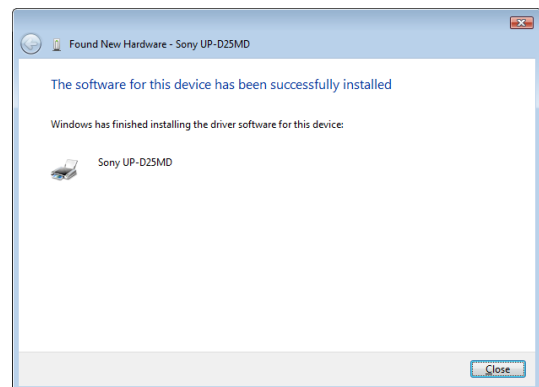 Found New Hardware - Sony UP-D25MD
The software for this device has been successfully installed
Windows has finished installing the driver software for this device:
Sony UP-D25MD
Close